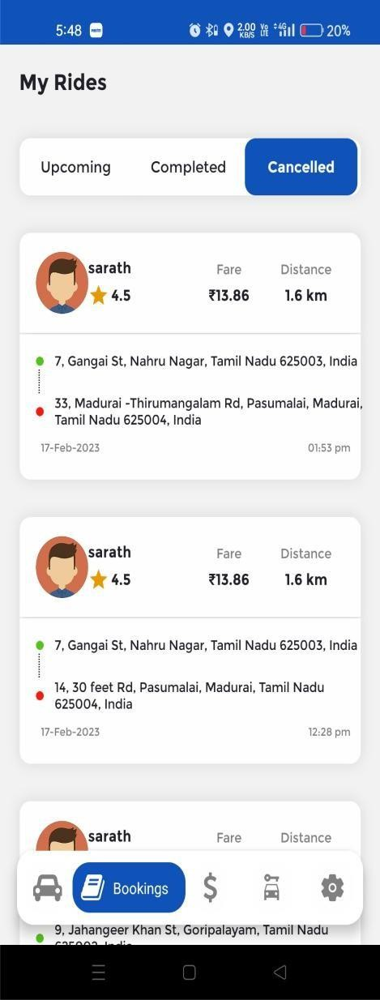 5:48 Paytm 2.00 KB/S Vo LTE 4G 20%
My Rides
Upcoming Completed Cancelled
sarath Fare Distance
4.5 ₹13.86 1.6 km
7, Gangai St, Nahru Nagar, Tamil Nadu 625003, India
33, Madurai -Thirumangalam Rd, Pasumalai, Madurai,
Tamil Nadu 625004, India
17-Feb-2023 01:53 pm
sarath Fare Distance
4.5 ₹13.86 1.6 km
7, Gangai St, Nahru Nagar, Tamil Nadu 625003, India
14, 30 feet Rd, Pasumalai, Madurai, Tamil Nadu
625004, India
17-Feb-2023 12:28 pm
sarath Fare Distance
Bookings $
9, Jahangeer Khan St, Goripalayam, Tamil Nadu